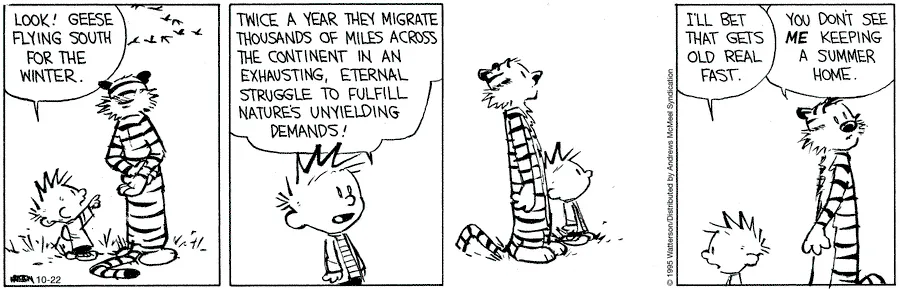 LOOK! GEESE
FLYING SOUTH
FOR THE
WINTER.
WATTERSON 10-22
TWICE A YEAR THEY MIGRATE
THOUSANDS OF MILES ACROSS
THE CONTINENT IN AN
EXHAUSTING, ETERNAL
STRUGGLE TO FULFILL
NATURE'S UNYIELDING
DEMANDS!
© 1995 Watterson/Distributed by Andrews McMeel Syndication
I'LL BET
THAT GETS
OLD REAL
FAST.
YOU DON'T SEE
ME KEEPING
A SUMMER
HOME.